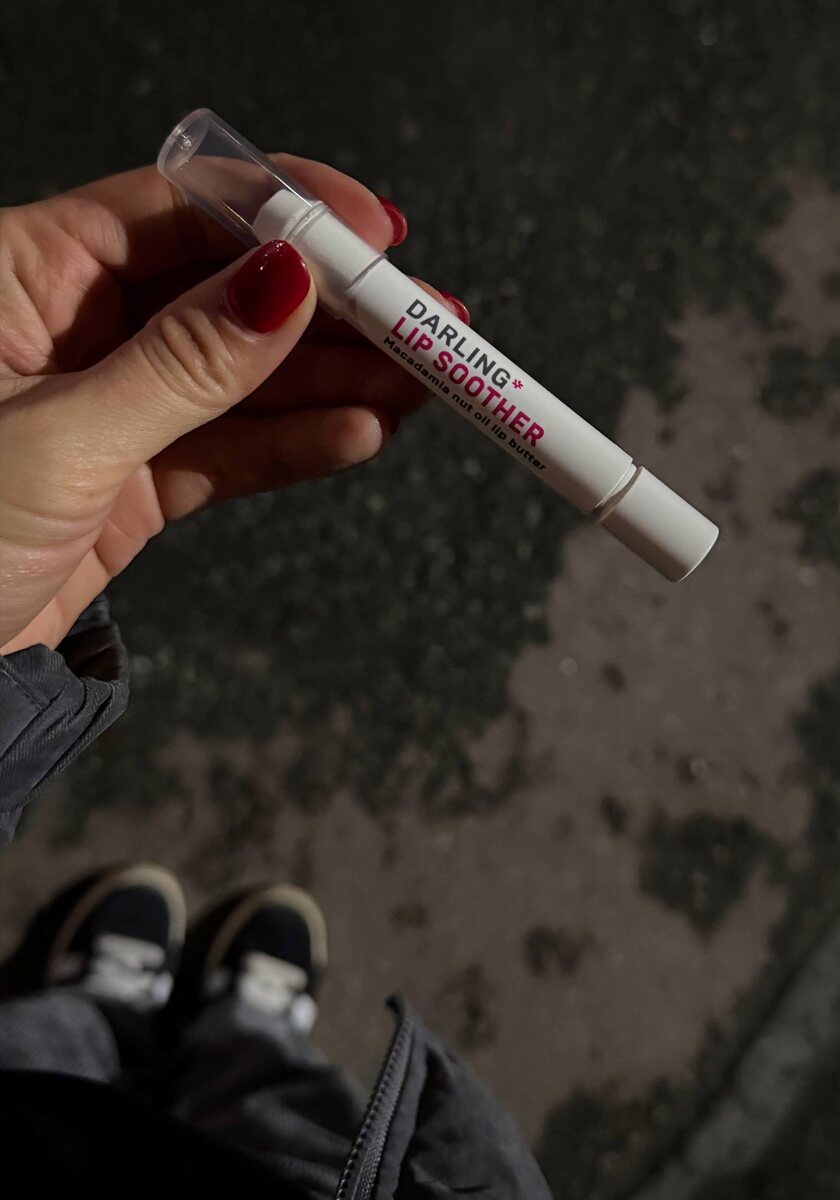 DARLING*
LIP SOOTHER
Macadamia nut oil lip butter